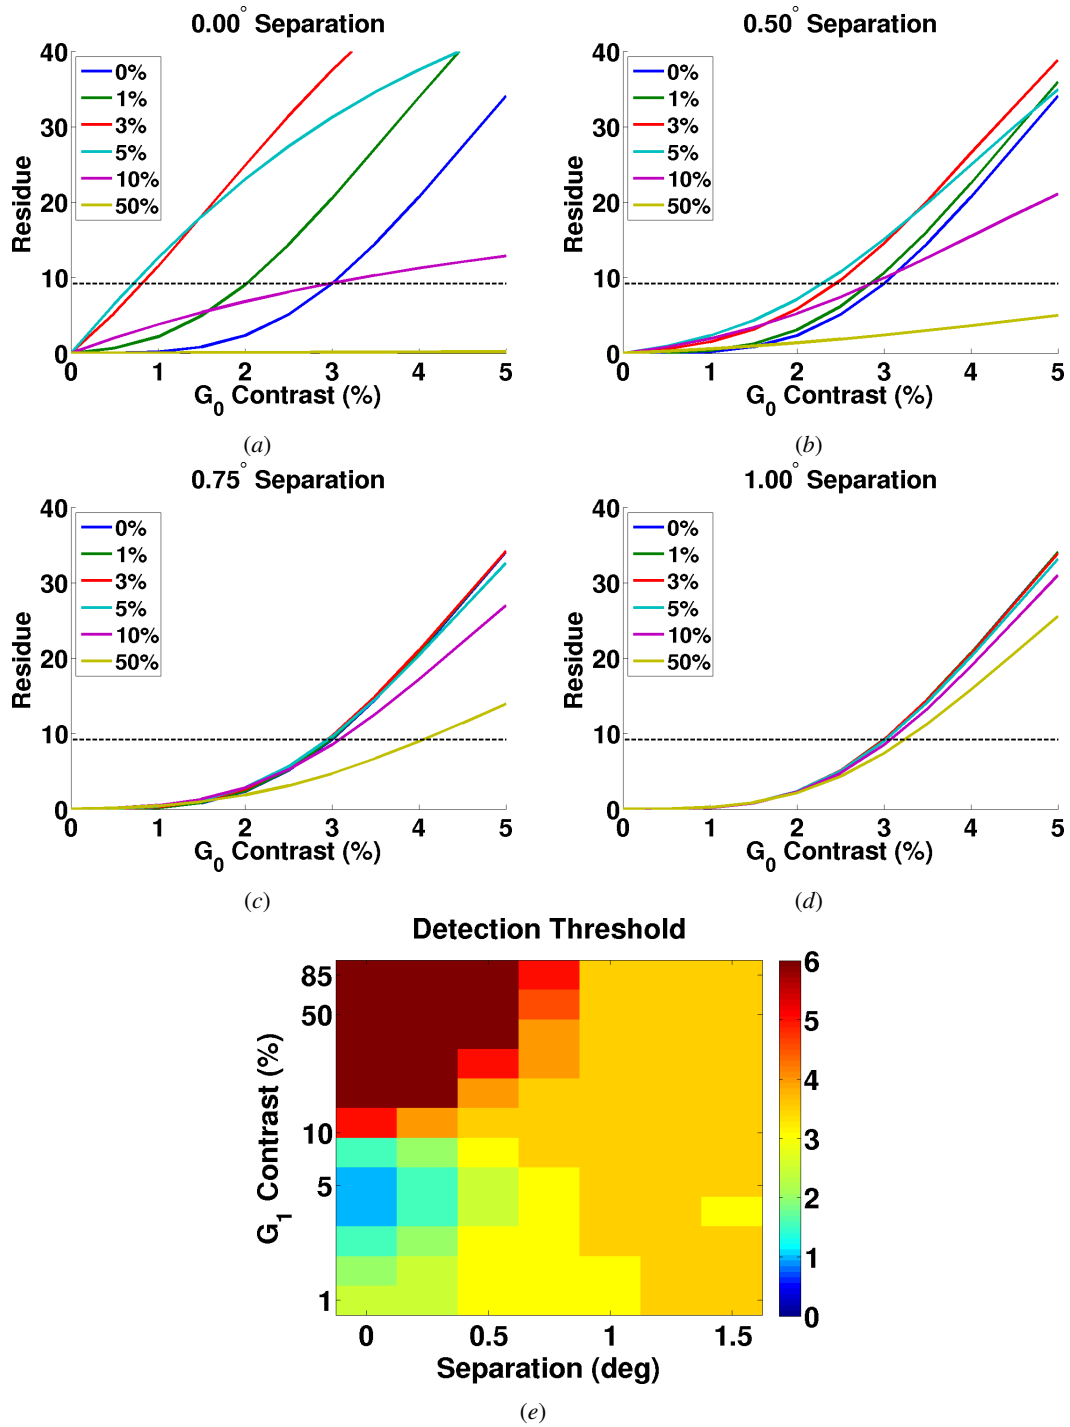 0.00° Separation
40
30
20
10
0
Residue
0%
1%
3%
5%
10%
50%
0 1 2 3 4 5
G0 Contrast (%)
(a)
0.50° Separation
40
30
20
10
0
Residue
0%
1%
3%
5%
10%
50%
0 1 2 3 4 5
G0 Contrast (%)
(b)
0.75° Separation
40
30
20
10
0
Residue
0%
1%
3%
5%
10%
50%
0 1 2 3 4 5
G0 Contrast (%)
(c)
1.00° Separation
40
30
20
10
0
Residue
0%
1%
3%
5%
10%
50%
0 1 2 3 4 5
G0 Contrast (%)
(d)
Detection Threshold
85
50
10
5
1
G1 Contrast (%)
0 0.5 1 1.5
Separation (deg)
6
5
4
3
2
1
0
(e)